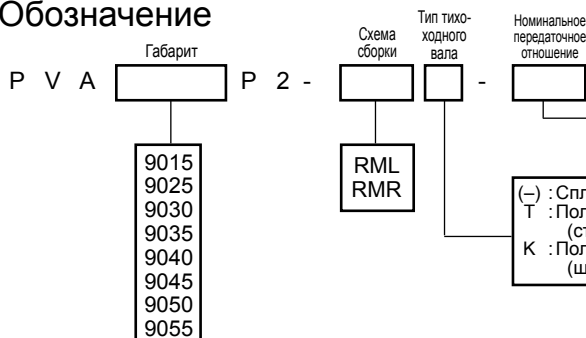 Обозначение
Габарит
Схема
сборки
Тип тихо-
ходного
вала
Номинальное
передаточное
отношение
P V A P 2 - -
9015
9025
9030
9035
9040
9045
9050
9055
RML
RMR
(–) :
T :
K :